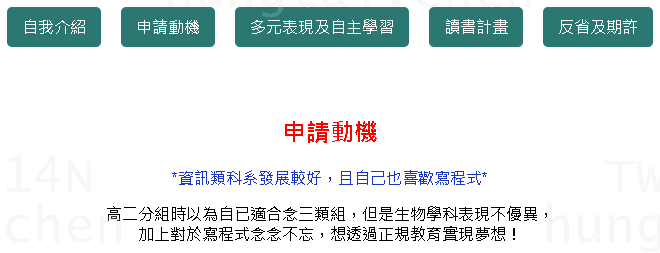 自我介紹
申請動機
多元表現及自主學習
讀書計畫
反省及期許
申請動機
*資訊類科系發展較好，且自己也喜歡寫程式*
高二分組時以為自已適合念三類組，但是生物學科表現不優異，
加上對於寫程式念念不忘，想透過正規教育實現夢想！
14N
TW
chen
hung